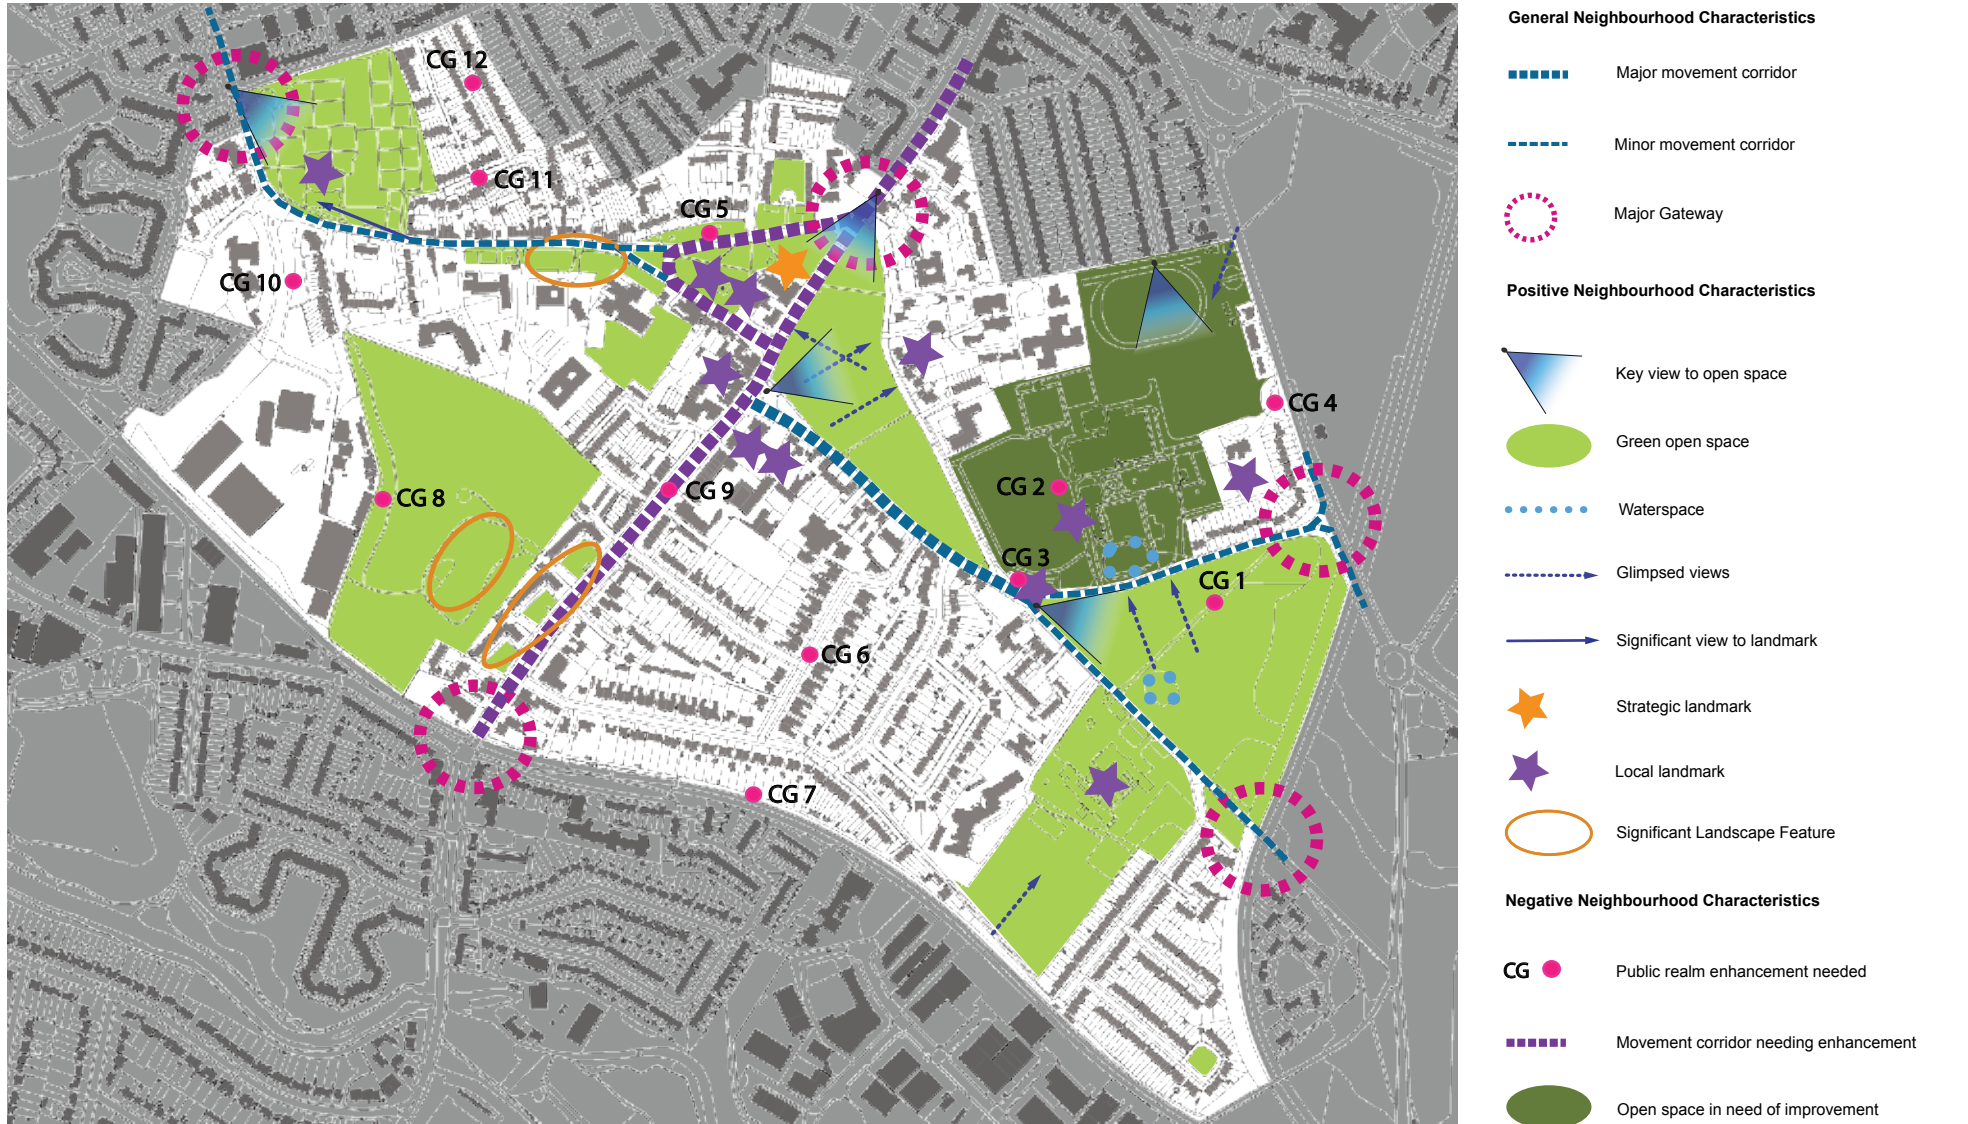 CG 12
CG 11
CG 5
CG 10
CG 4
CG 2
CG 9
CG 8
CG 3
CG 1
CG 6
CG 7
General Neighbourhood Characteristics
Major movement corridor
Minor movement corridor
Major Gateway
Positive Neighbourhood Characteristics
Key view to open space
Green open space
Waterspace
Glimpsed views
Significant view to landmark
Strategic landmark
Local landmark
Significant Landscape Feature
Negative Neighbourhood Characteristics
CG Public realm enhancement needed
Movement corridor needing enhancement
Open space in need of improvement